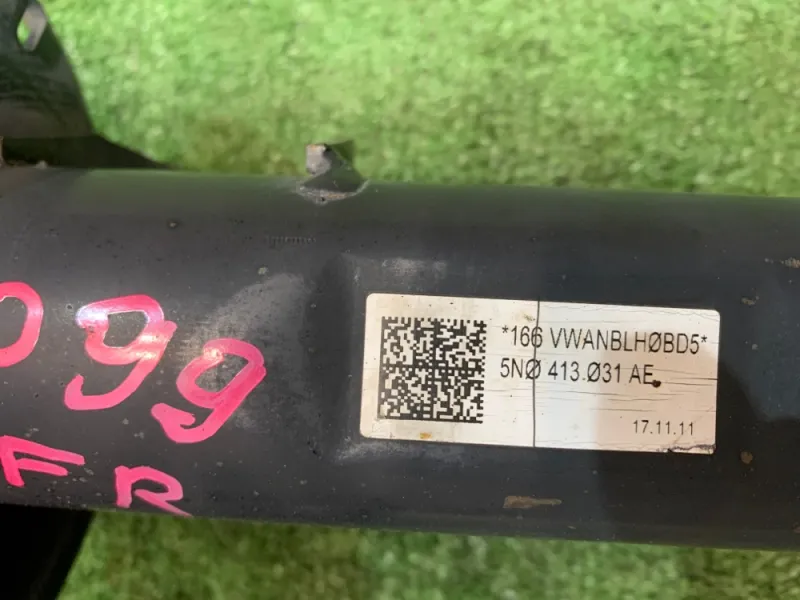 099
FR
*166 VWANBLHØBD5*
5NØ 413.Ø31 AE
17.11.11